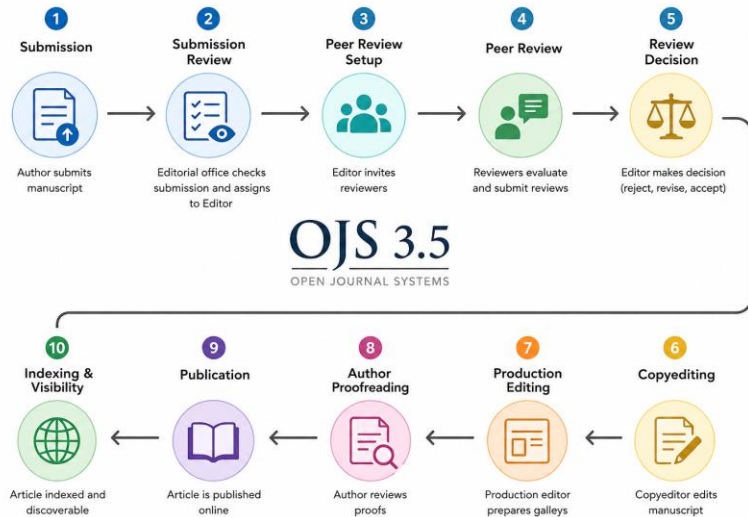 1
Submission
Author submits
manuscript
2
Submission
Review
Editorial office checks
submission and assigns
to Editor
3
Peer Review
Setup
Editor invites
reviewers
4
Peer Review
Reviewers evaluate
and submit reviews
5
Review
Decision
Editor makes decision
(reject, revise, accept)
OJS 3.5
OPEN JOURNAL SYSTEMS
10
Indexing &
Visibility
Article indexed and
discoverable
9
Publication
Article is published
online
8
Author
Proofreading
Author reviews
proofs
7
Production
Editing
Production editor
prepares galleys
6
Copyediting
Copyeditor edits
manuscript